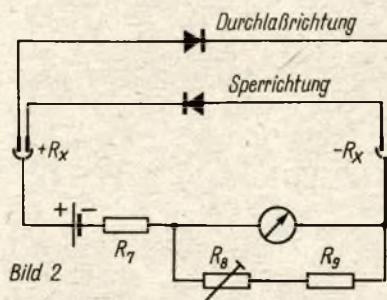 Durchlaßrichtung
Sperrichtung
+Rx
−Rx
+ −
R7
R8
R9
Bild 2